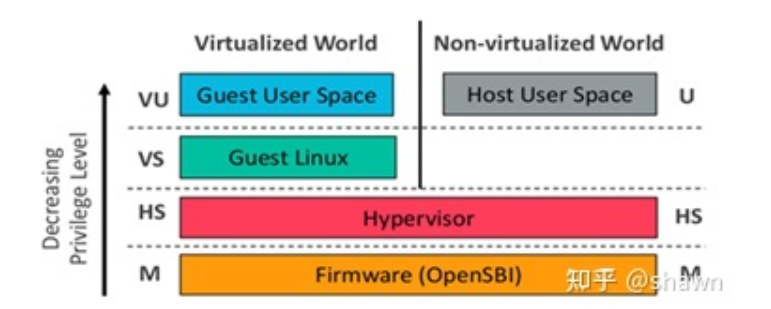 Virtualized World
Non-virtualized World
VU
Guest User Space
Host User Space
U
VS
Guest Linux
HS
Hypervisor
HS
M
Firmware (OpenSBI)
M
Decreasing
Privilege Level
知乎 @shawn